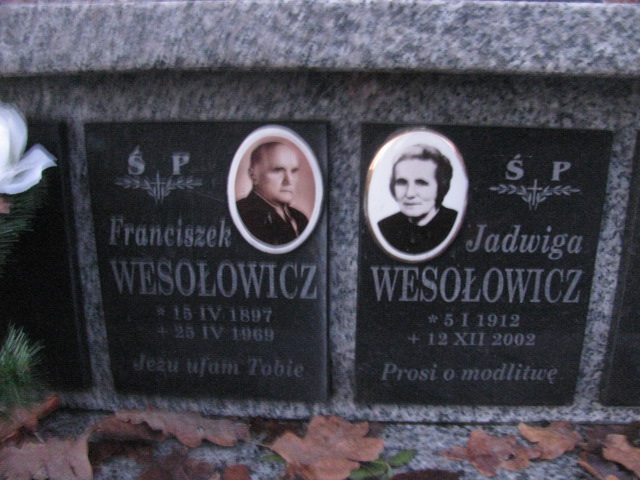 Ś P
Franciszek
WESOŁOWICZ
* 15 IV 1897
+ 25 IV 1969
Jezu ufam Tobie
Ś P
Jadwiga
WESOŁOWICZ
* 5 I 1912
+ 12 XII 2002
Prosi o modlitwę